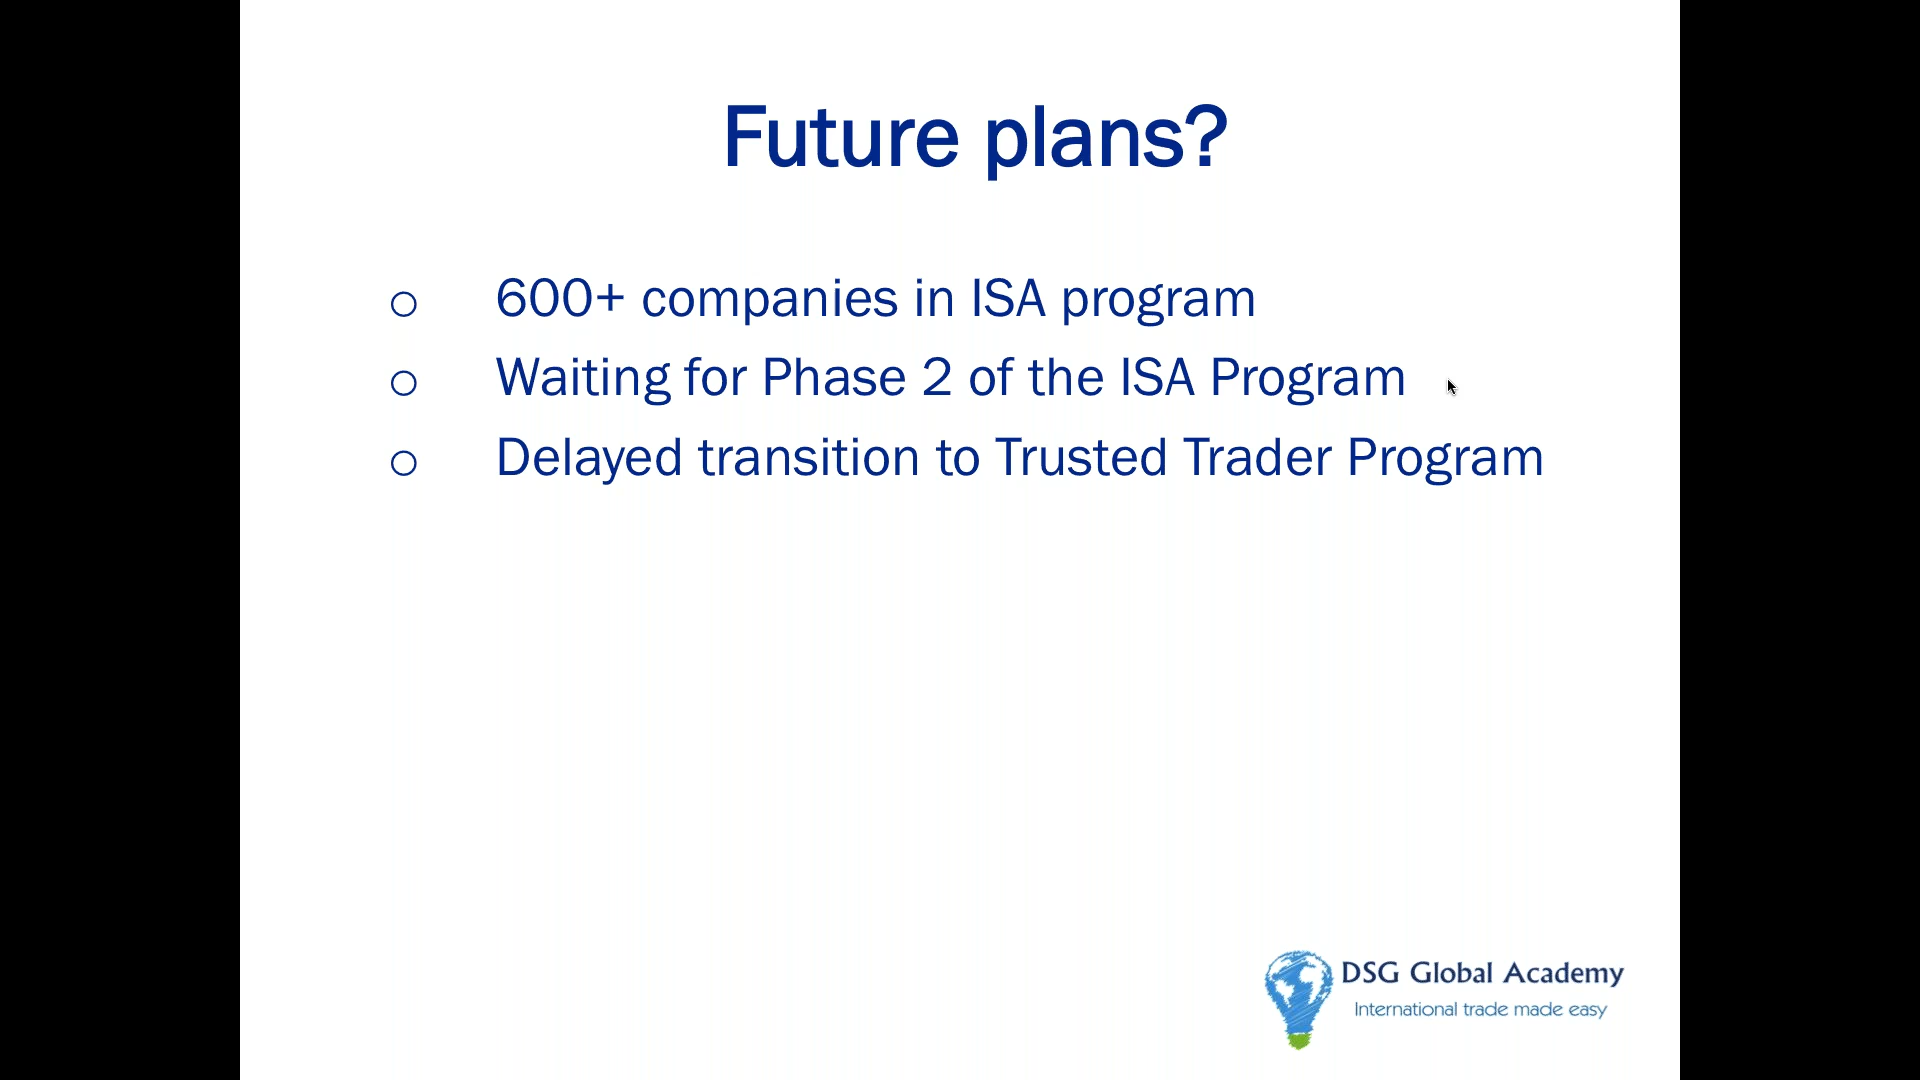 Future plans?
o 600+ companies in ISA program
o Waiting for Phase 2 of the ISA Program
o Delayed transition to Trusted Trader Program
DSG Global Academy
International trade made easy